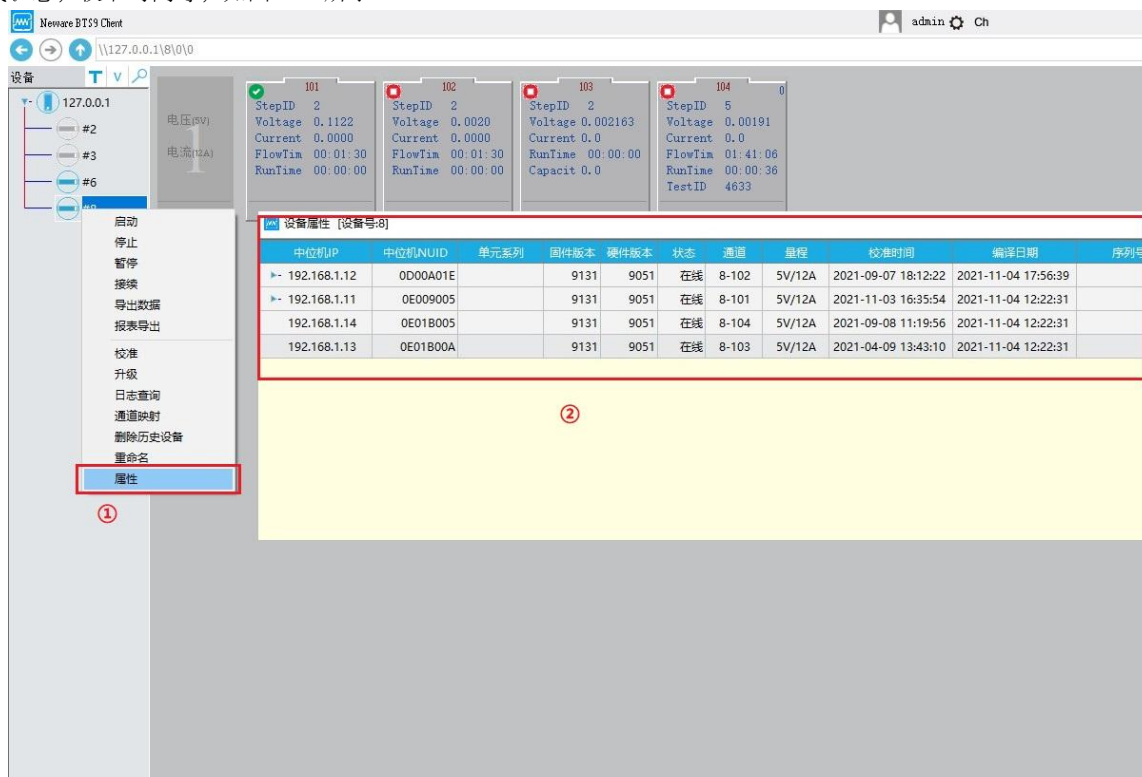 Neware BTS9 Client admin Ch
\\127.0.0.1\8\0\0
设备 T V
127.0.0.1
#2
#3
#6
电压(5V)
1
电流(12A)
101
StepID 2
Voltage 0.1122
Current 0.0000
FlowTim 00:01:30
RunTime 00:00:00
102
StepID 2
Voltage 0.0020
Current 0.0000
FlowTim 00:01:30
RunTime 00:00:00
103
StepID 2
Voltage 0.002163
Current 0.0
RunTime 00:00:00
Capacit 0.0
104 0
StepID 5
Voltage 0.00191
Current 0.0
FlowTim 01:41:06
RunTime 00:00:36
TestID 4633
启动
停止
暂停
接续
导出数据
报表导出
校准
升级
日志查询
通道映射
删除历史设备
重命名
属性
①
设备属性 [设备号:8]
中位机IP 中位机NUID 单元系列 固件版本 硬件版本 状态 通道 量程 校准时间 编译日期 序列号
192.168.1.12 0D00A01E 9131 9051 在线 8-102 5V/12A 2021-09-07 18:12:22 2021-11-04 17:56:39
192.168.1.11 0E009005 9131 9051 在线 8-101 5V/12A 2021-11-03 16:35:54 2021-11-04 12:22:31
192.168.1.14 0E01B005 9131 9051 在线 8-104 5V/12A 2021-09-08 11:19:56 2021-11-04 12:22:31
192.168.1.13 0E01B00A 9131 9051 在线 8-103 5V/12A 2021-04-09 13:43:10 2021-11-04 12:22:31
②